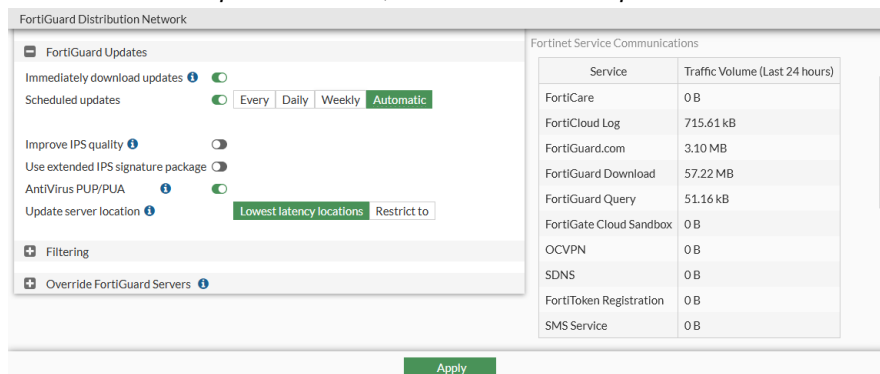 FortiGuard Distribution Network
FortiGuard Updates
Immediately download updates
Scheduled updates Every Daily Weekly Automatic
Improve IPS quality
Use extended IPS signature package
AntiVirus PUP/PUA
Update server location Lowest latency locations Restrict to
Filtering
Override FortiGuard Servers
Fortinet Service Communications
Service Traffic Volume (Last 24 hours)
FortiCare 0 B
FortiCloud Log 715.61 kB
FortiGuard.com 3.10 MB
FortiGuard Download 57.22 MB
FortiGuard Query 51.16 kB
FortiGate Cloud Sandbox 0 B
OCVPN 0 B
SDNS 0 B
FortiToken Registration 0 B
SMS Service 0 B
Apply